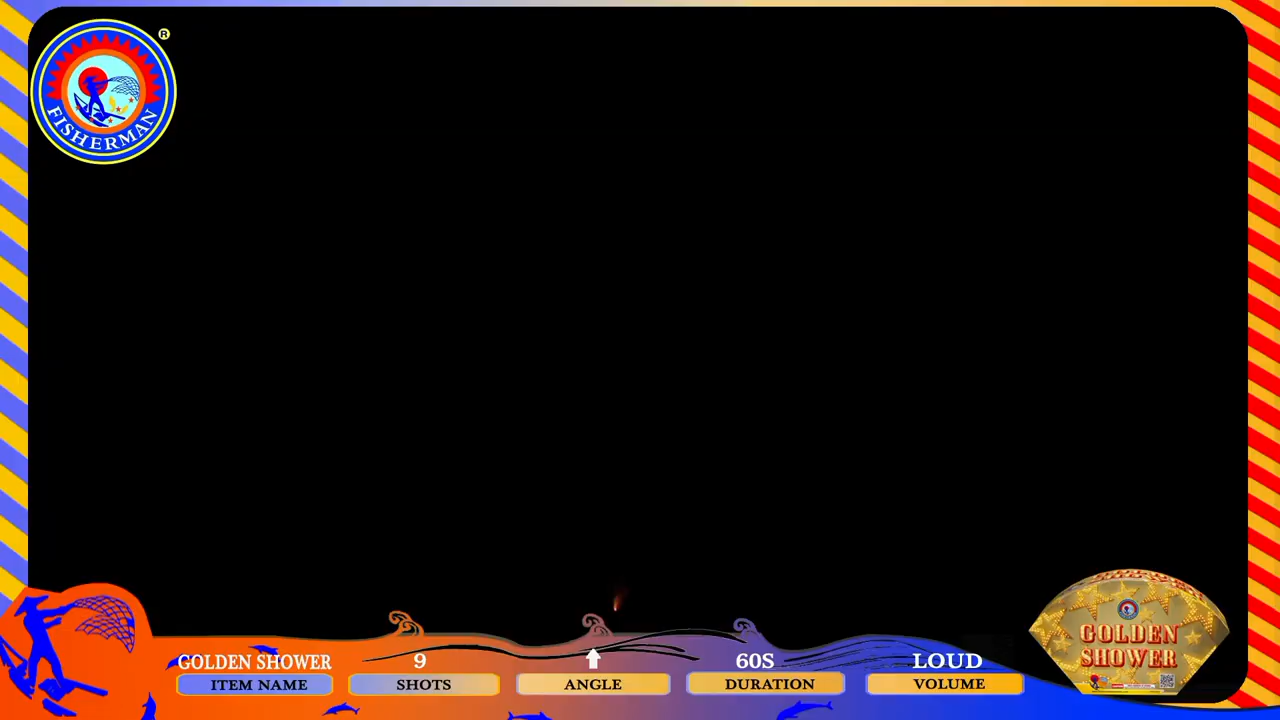 ®
FISHERMAN
GOLDEN SHOWER
9
60S
LOUD
ITEM NAME
SHOTS
ANGLE
DURATION
VOLUME
GOLDEN
SHOWER